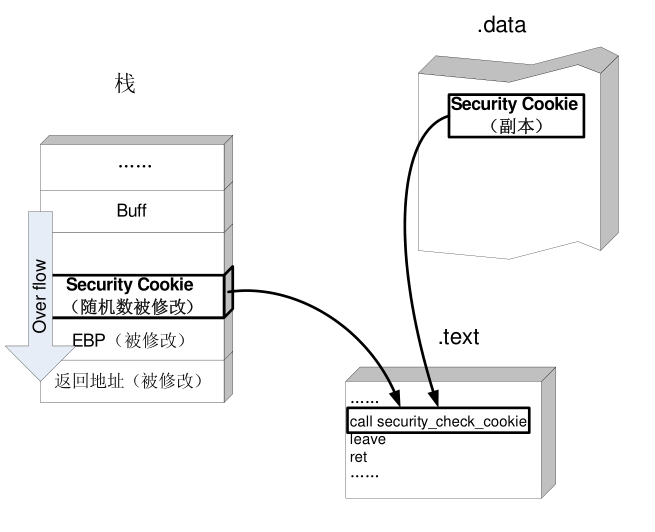 .data
栈
Security Cookie
（副本）
……
Buff
Over flow
Security Cookie
（随机数被修改）
EBP（被修改）
返回地址（被修改）
.text
……
call security_check_cookie
leave
ret
……